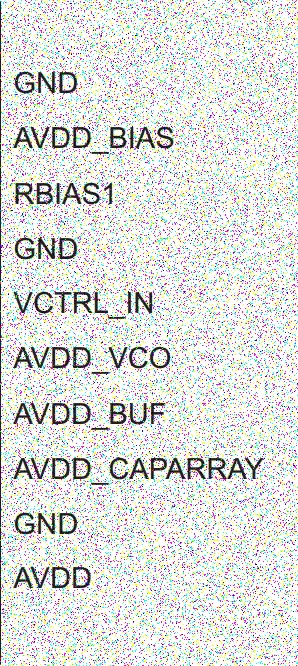 GND
AVDD_BIAS
RBIAS1
GND
VCTRL_IN
AVDD_VCO
AVDD_BUF
AVDD_CAPARRAY
GND
AVDD